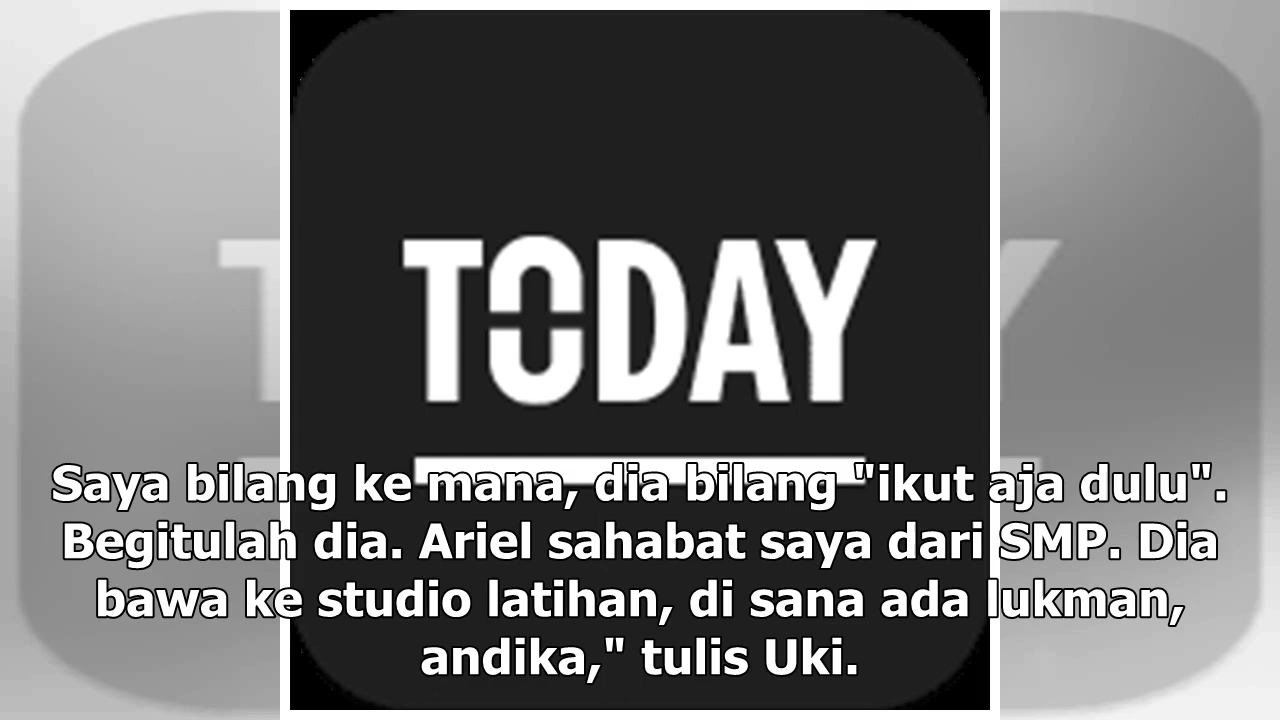 TODAY
Saya bilang ke mana, dia bilang "ikut aja dulu".
Begitulah dia. Ariel sahabat saya dari SMP. Dia
bawa ke studio latihan, di sana ada lukman,
andika," tulis Uki.